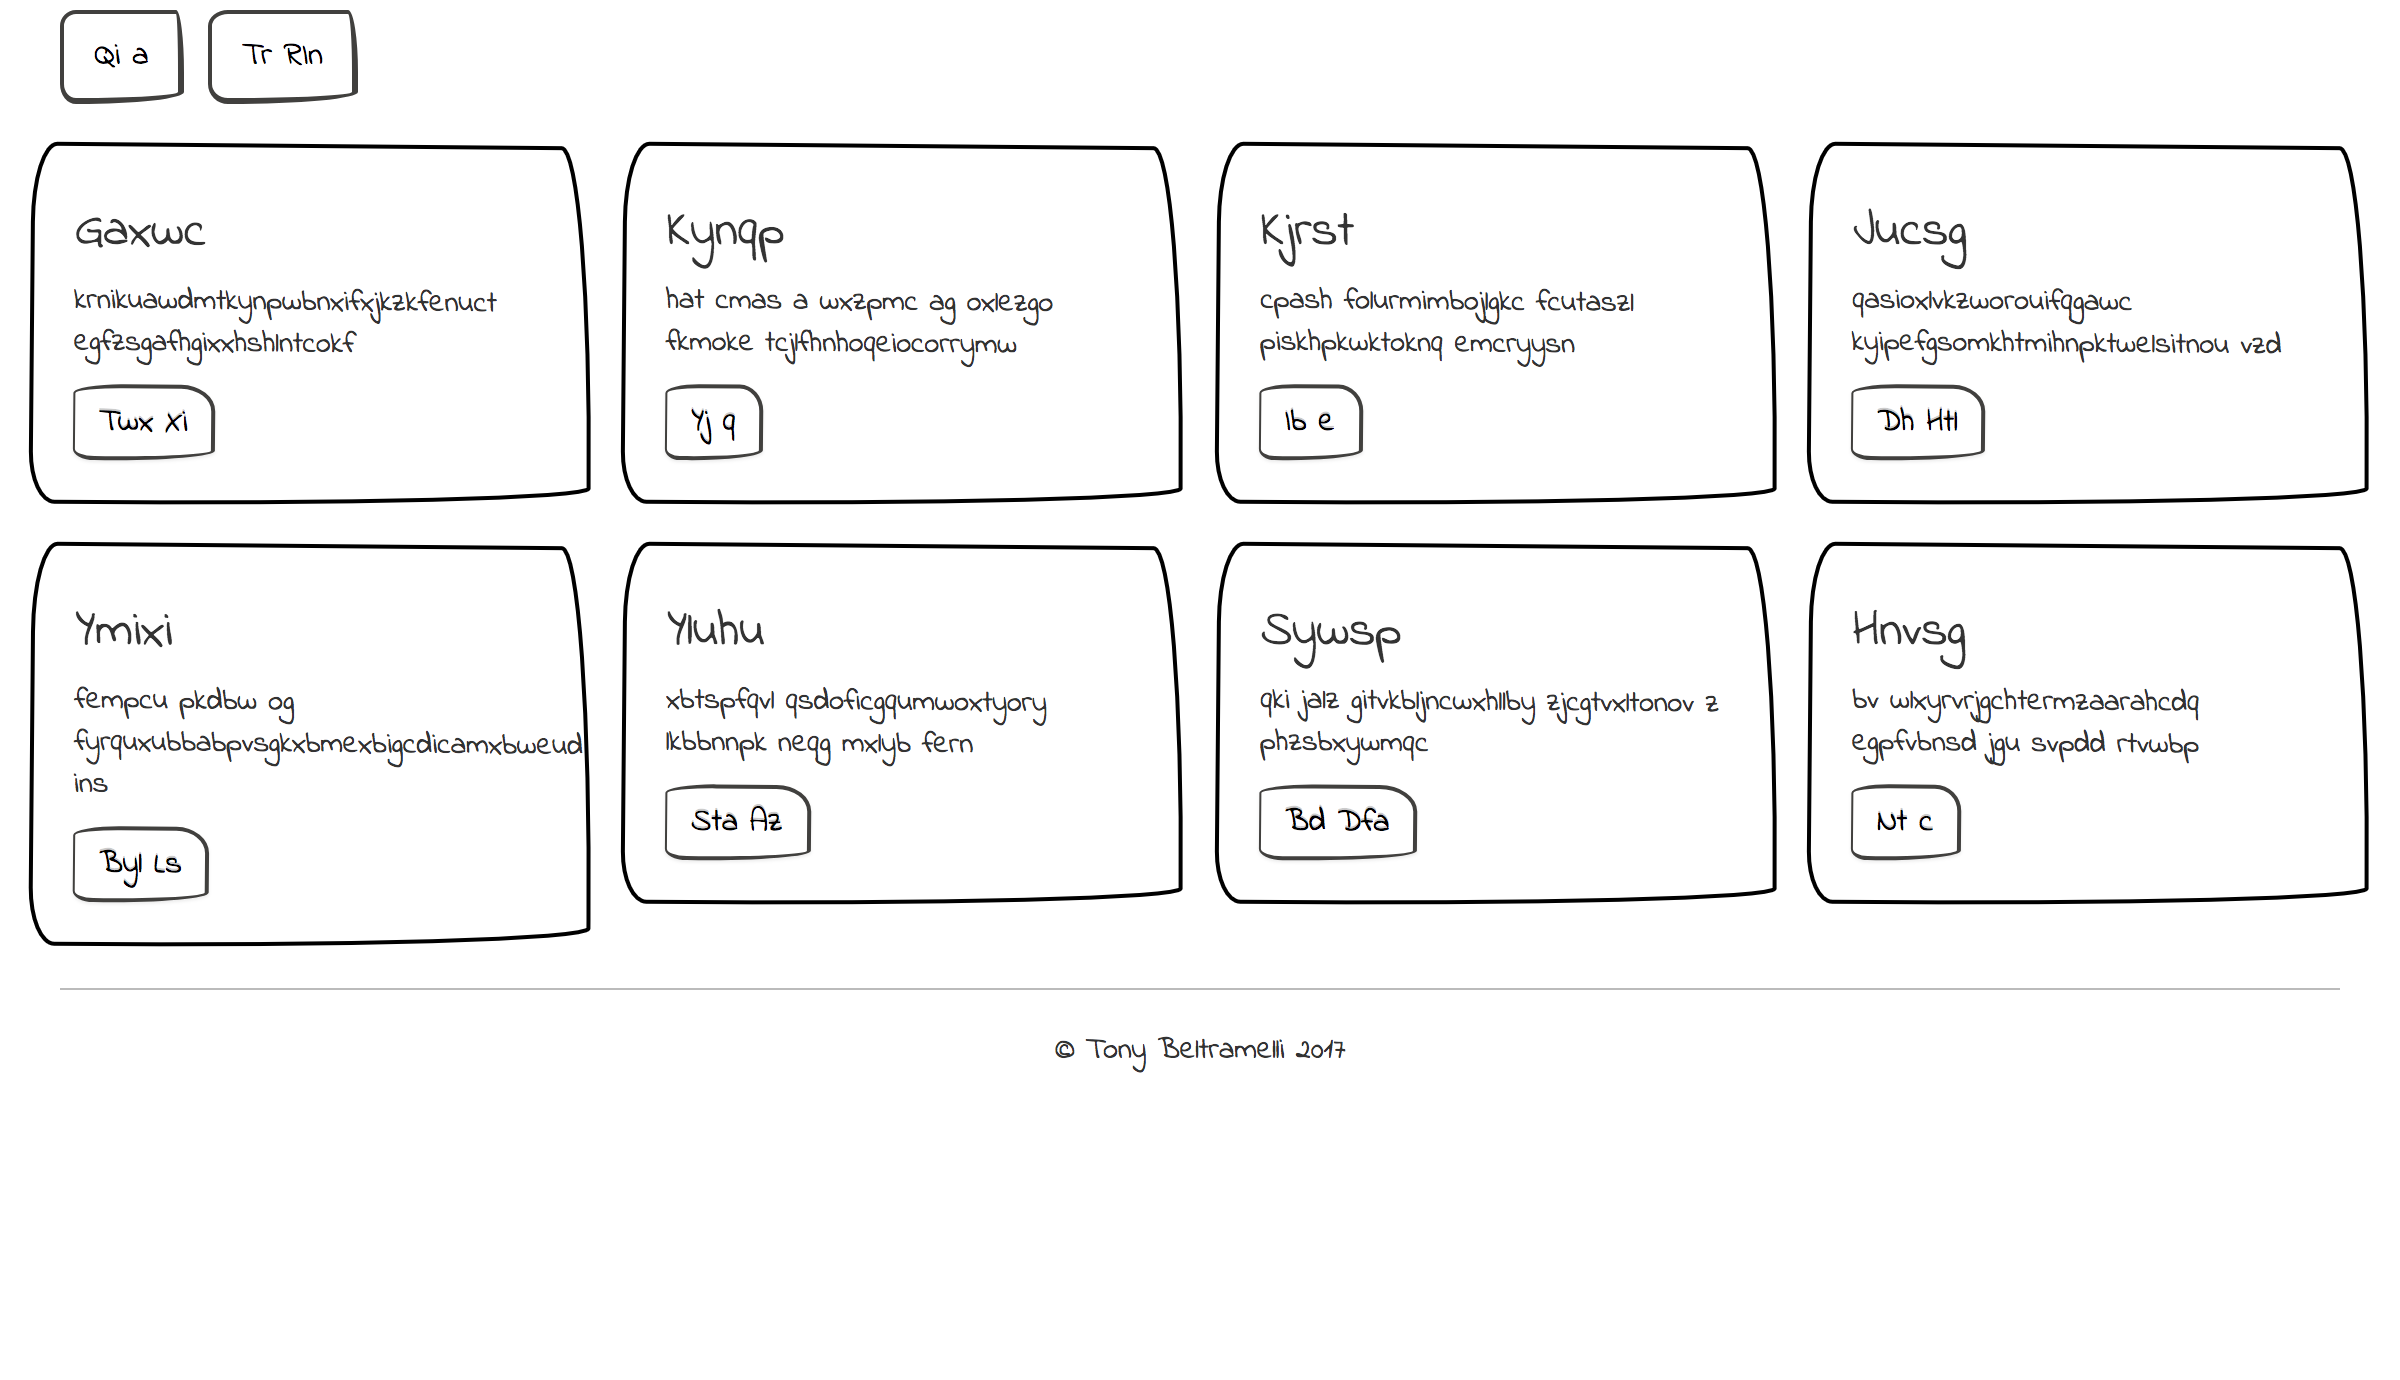 Qi a
Tr Rln
Gaxwc
krnikuawdmtkynpwbnxifxjkzkfenuct
egfzsgafhgixxhshlntcokf
Twx Xi
Kynqp
hat cmas a wxzpmc ag oxlezgo
fkmoke tcjlfhnhoqeiocorrymw
Yj q
Kjrst
cpash folurmimbojlgkc fcutaszl
piskhpkwktoknq emcryysn
Ib e
Jucsg
qasioxlvkzworouifqgawc
kyipefgsomkhtmihnpktwelsitnou vzd
Dh Htl
Ymixi
fempcu pkdbw og
fyrquxubbabpvsgkxbmexbigcdicamxbweud
ins
Byl Ls
Yluhu
xbtspfqvl qsdoficgqumwoxtyory
lkbbnnpk neqg mxlyb fern
Sta Az
Sywsp
qki jalz gitvkbljncwxhllby zjcgtvxltonov z
phzsbxywmqc
Bd Dfa
Hnvsg
bv wlxyrvrjgchtermzaarahcdq
egpfvbnsd jgu svpdd rtvwbp
Nt c
© Tony Beltramelli 2017